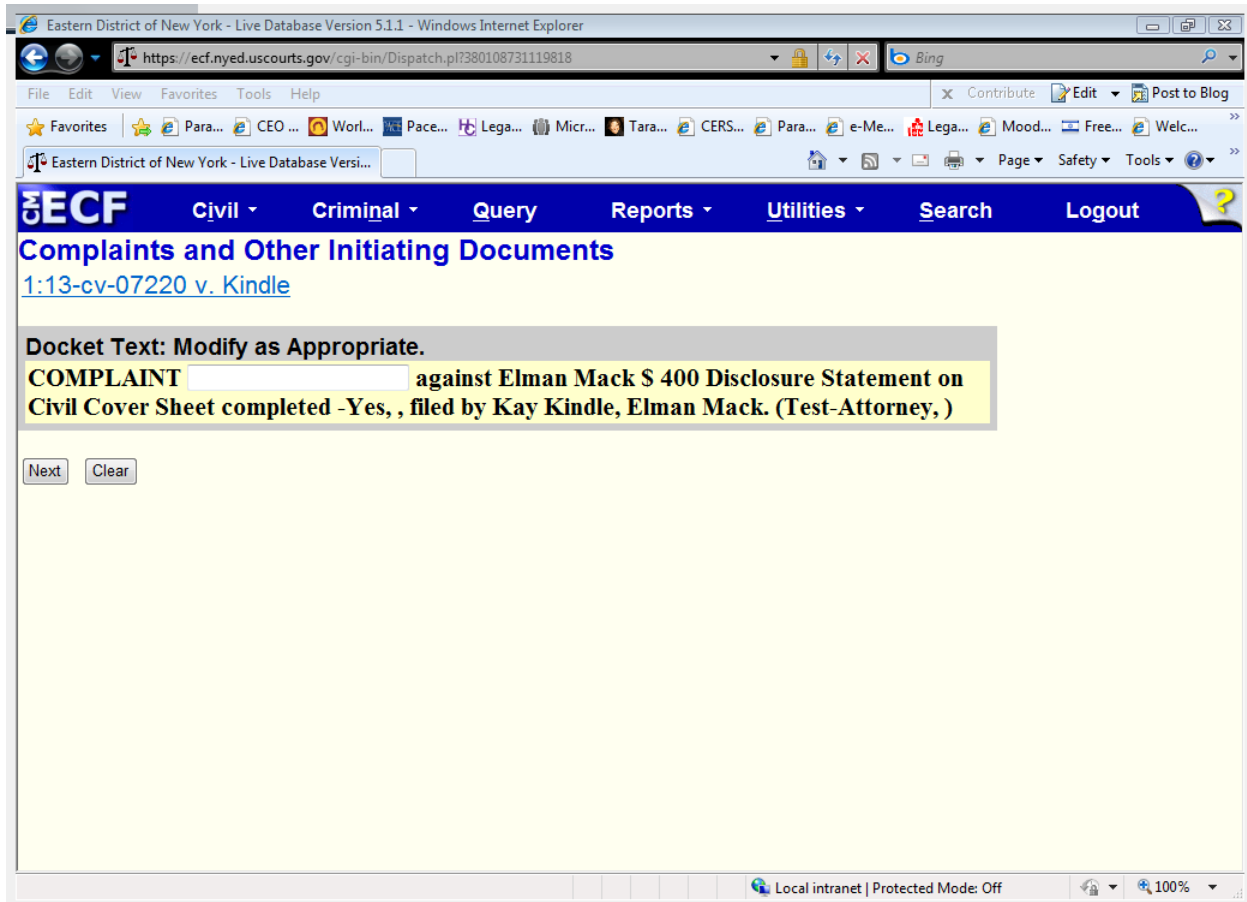 Eastern District of New York - Live Database Version 5.1.1 - Windows Internet Explorer
https://ecf.nyed.uscourts.gov/cgi-bin/Dispatch.pl?380108731119818 Bing
File Edit View Favorites Tools Help x Contribute Edit Post to Blog
Favorites Para... CEO ... Worl... Pace... Lega... Micr... Tara... CERS... Para... e-Me... Lega... Mood... Free... Welc... »
Eastern District of New York - Live Database Versi... Page Safety Tools »
CM ECF Civil Criminal Query Reports Utilities Search Logout ?
Complaints and Other Initiating Documents
1:13-cv-07220 v. Kindle
Docket Text: Modify as Appropriate.
COMPLAINT against Elman Mack $ 400 Disclosure Statement on
Civil Cover Sheet completed -Yes, , filed by Kay Kindle, Elman Mack. (Test-Attorney, )
Next Clear
Local intranet | Protected Mode: Off 100%